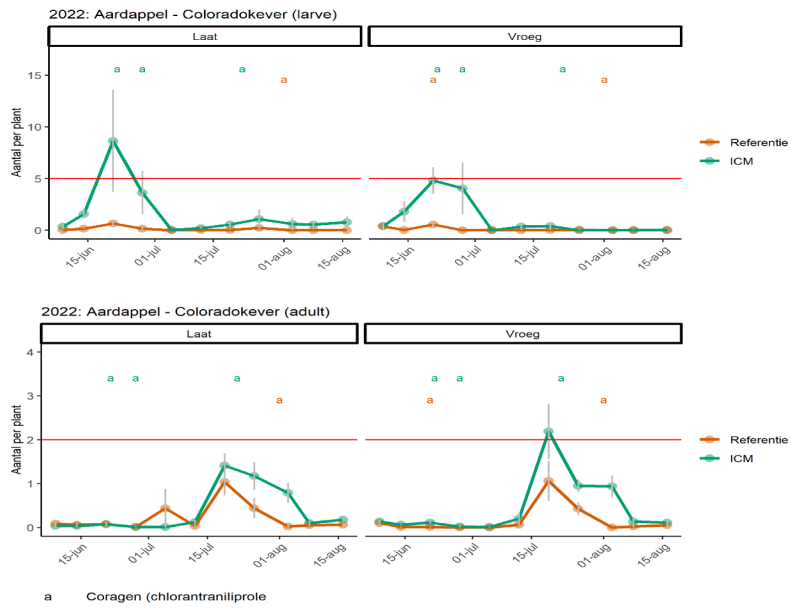 2022: Aardappel - Coloradokever (larve)
Laat
Vroeg
a a a a
a a a a a
Aantal per plant
15
10
5
0
15-jun 01-jul 15-jul 01-aug 15-aug
15-jun 01-jul 15-jul 01-aug 15-aug
Referentie
ICM
2022: Aardappel - Coloradokever (adult)
Laat
Vroeg
a a a a
a a a a a
Aantal per plant
4
3
2
1
0
15-jun 01-jul 15-jul 01-aug 15-aug
15-jun 01-jul 15-jul 01-aug 15-aug
Referentie
ICM
a Coragen (chlorantraniliprole